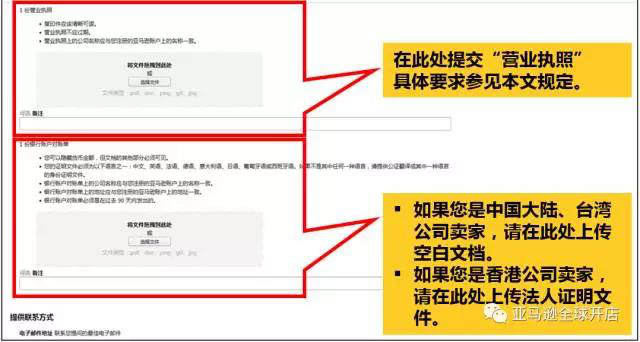 1 份营业执照
• 复印件应该清晰可读。
• 营业执照不应过期。
• 营业执照上的公司名称应与您注册的亚马逊账户上的名称一致。
将文件拖拽到此处
或
选择文件
文件类型：.pdf、.doc、.png、.gif、.jpg、
可选 备注
在此处提交“营业执照”
具体要求参见本文规定。
1 份银行账户对账单
• 您可以隐藏货币金额，但文档的其他部分必须可见。
• 您的证明文件必须为以下语言之一：中文、英语、法语、德语、意大利语、日语、葡萄牙语或西班牙语。如果不是其中任何一种语言，请提供公证翻译成其中一种语言
的身份证明文件。
• 银行账户对账单上的公司名称应与您注册的亚马逊账户上的名称一致。
• 银行账户对账单上的地址应与您注册的亚马逊账户上的地址一致。
• 银行账户对账单必须是在过去 90 天内发出的。
将文件拖拽到此处
或
选择文件
文件类型：.pdf、.doc、.png、.gif、.jpg、
可选 备注
▪ 如果您是中国大陆、台湾
公司卖家，请在此处上传
空白文档。
▪ 如果您是香港公司卖家，
请在此处上传法人证明文
件。
提供联系方式
电子邮件地址 联系您提问的最佳电子邮件
亚马逊全球开店